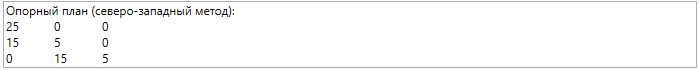 Опорный план (северо-западный метод):
25 0 0
15 5 0
0 15 5